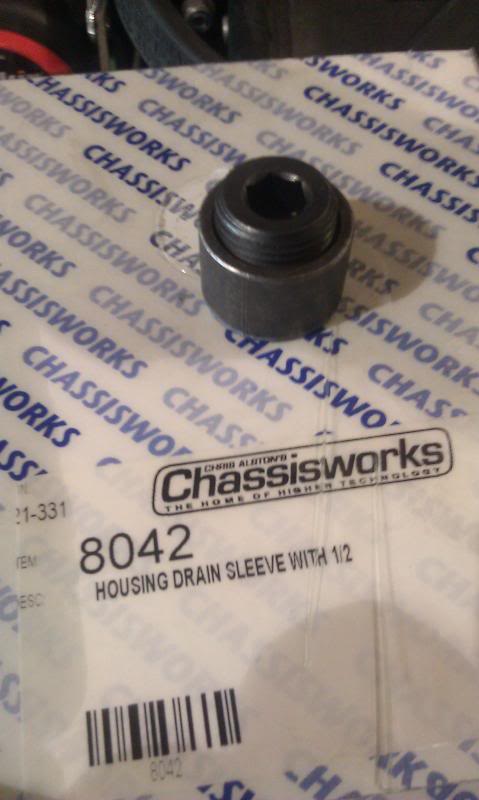 CHASSISWORKS
CHASSISWORKS
CHASSISWORKS
CHASSISWORKS
CHASSISWORKS
CHASSISWORKS
CHRIS ALSTON'S
Chassisworks
THE HOME OF HIGHER TECHNOLOGY
21-331
8042
HOUSING DRAIN SLEEVE WITH 1/2
8042